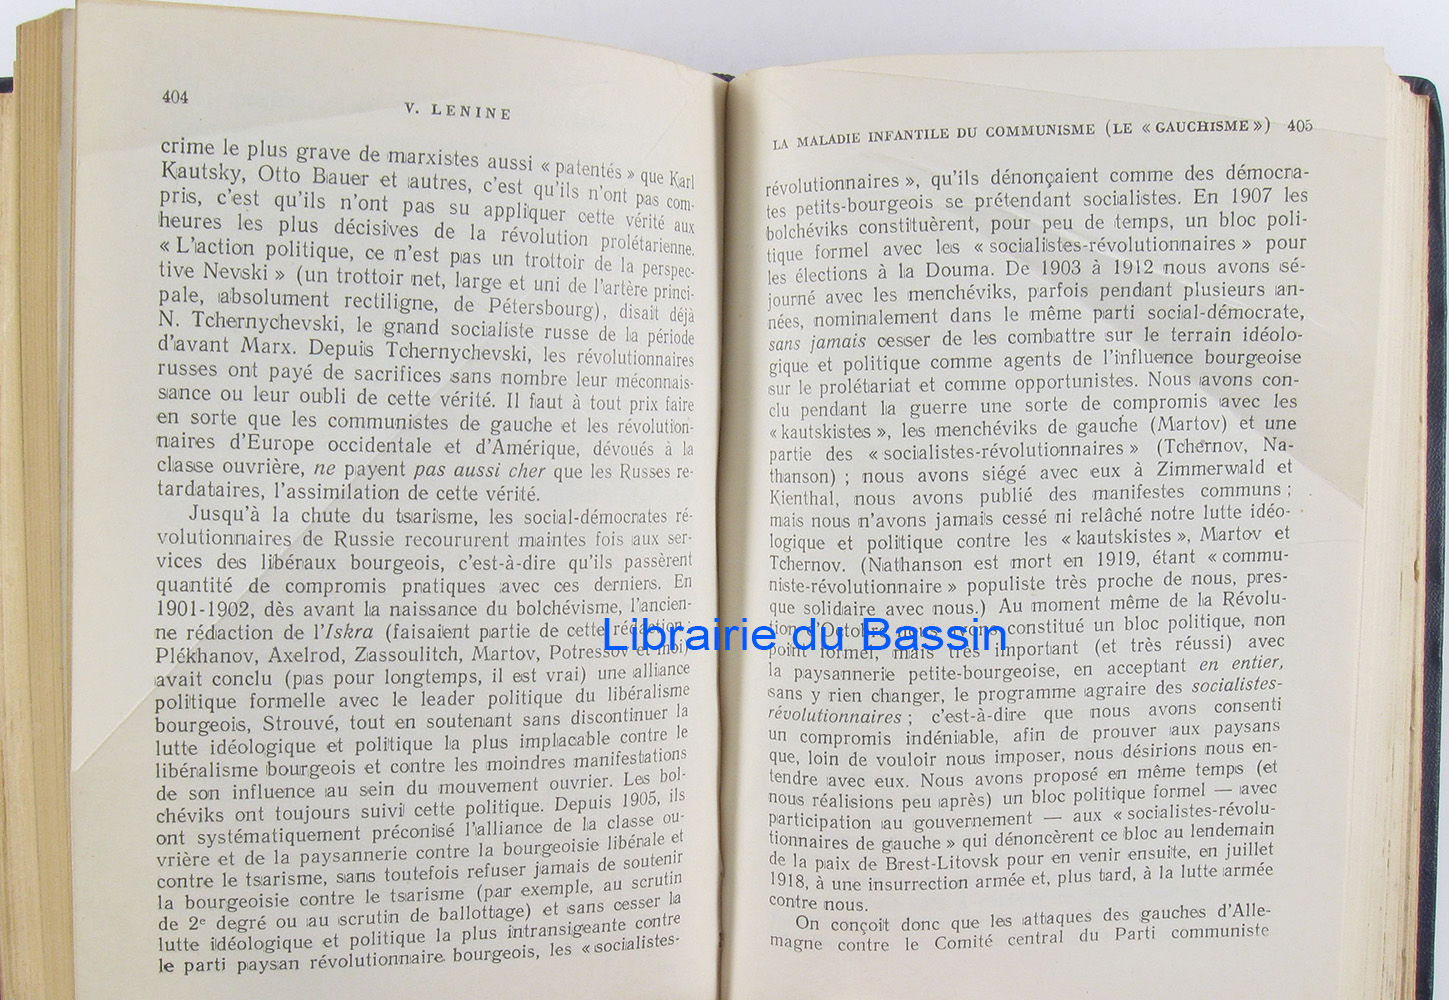 404
V. LENINE
crime le plus grave de marxistes aussi « patentés » que Karl
Kautsky, Otto Bauer et autres, c'est qu'ils n'ont pas com-
pris, c'est qu'ils n'ont pas su appliquer cette vérité aux
heures les plus décisives de la révolution prolétarienne.
« L'action politique, ce n'est pas un trottoir de la perspec-
tive Nevski » (un trottoir net, large et uni de l'artère princi-
pale, absolument rectiligne, de Pétersbourg), disait déjà
N. Tchernychevski, le grand socialiste russe de la période
d'avant Marx. Depuis Tchernychevski, les révolutionnaires
russes ont payé de sacrifices sans nombre leur méconnais-
sance ou leur oubli de cette vérité. Il faut à tout prix faire
en sorte que les communistes de gauche et les révolution-
naires d'Europe occidentale et d'Amérique, dévoués à la
classe ouvrière, ne payent pas aussi cher que les Russes re-
tardataires, l'assimilation de cette vérité.
Jusqu'à la chute du tsarisme, les social-démocrates ré-
volutionnaires de Russie recoururent maintes fois aux ser-
vices des libéraux bourgeois, c'est-à-dire qu'ils passèrent
quantité de compromis pratiques avec ces derniers. En
1901-1902, dès avant la naissance du bolchévisme, l'ancien-
ne rédaction de l'Iskra (faisaient partie de cette rédaction :
Plékhanov, Axelrod, Zassoulitch, Martov, Potressov et moi)
avait conclu (pas pour longtemps, il est vrai) une alliance
politique formelle avec le leader politique du libéralisme
bourgeois, Strouvé, tout en soutenant sans discontinuer la
lutte idéologique et politique la plus implacable contre le
libéralisme bourgeois et contre les moindres manifestations
de son influence au sein du mouvement ouvrier. Les bol-
chéviks ont toujours suivi cette politique. Depuis 1905, ils
ont systématiquement préconisé l'alliance de la classe ou-
vrière et de la paysannerie contre la bourgeoisie libérale et
contre le tsarisme, sans toutefois refuser jamais de soutenir
la bourgeoisie contre le tsarisme (par exemple, au scrutin
de 2e degré ou au scrutin de ballottage) et sans cesser la
lutte idéologique et politique la plus intransigeante contre
le parti paysan révolutionnaire bourgeois, les « socialistes-
LA MALADIE INFANTILE DU COMMUNISME (LE « GAUCHISME ») 405
révolutionnaires », qu'ils dénonçaient comme des démocra-
tes petits-bourgeois se prétendant socialistes. En 1907 les
bolchéviks constituèrent, pour peu de temps, un bloc poli-
tique formel avec les « socialistes-révolutionnaires » pour
les élections à la Douma. De 1903 à 1912 nous avons sé-
journé avec les menchéviks, parfois pendant plusieurs an-
nées, nominalement dans le même parti social-démocrate,
sans jamais cesser de les combattre sur le terrain idéolo-
gique et politique comme agents de l'influence bourgeoise
sur le prolétariat et comme opportunistes. Nous avons con-
clu pendant la guerre une sorte de compromis avec les
« kautskistes », les menchéviks de gauche (Martov) et une
partie des « socialistes-révolutionnaires » (Tchernov, Na-
thanson) ; nous avons siégé avec eux à Zimmerwald et
Kienthal, nous avons publié des manifestes communs ;
mais nous n'avons jamais cessé ni relâché notre lutte idéo-
logique et politique contre les « kautskistes », Martov et
Tchernov. (Nathanson est mort en 1919, étant « commu-
niste-révolutionnaire » populiste très proche de nous, pres-
que solidaire avec nous.) Au moment même de la Révolu-
tion d'Octobre nous avons constitué un bloc politique, non
point formel, mais très important (et très réussi) avec
la paysannerie petite-bourgeoise, en acceptant en entier,
sans y rien changer, le programme agraire des socialistes-
révolutionnaires ; c'est-à-dire que nous avons consenti
un compromis indéniable, afin de prouver aux paysans
que, loin de vouloir nous imposer, nous désirions nous en-
tendre avec eux. Nous avons proposé en même temps (et
nous réalisions peu après) un bloc politique formel — avec
participation au gouvernement — aux « socialistes-révolu-
tionnaires de gauche » qui dénoncèrent ce bloc au lendemain
de la paix de Brest-Litovsk pour en venir ensuite, en juillet
1918, à une insurrection armée et, plus tard, à la lutte armée
contre nous.
On conçoit donc que les attaques des gauches d'Alle-
magne contre le Comité central du Parti communiste
Librairie du Bassin